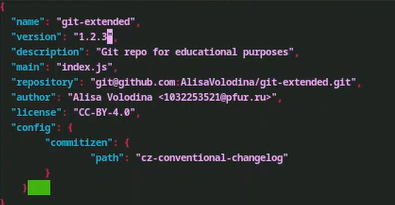 {
"name": "git-extended",
"version": "1.2.3",
"description": "Git repo for educational purposes",
"main": "index.js",
"repository": "git@github.com:AlisaVolodina/git-extended.git",
"author": "Alisa Volodina <1032253521@pfur.ru>",
"license": "CC-BY-4.0",
"config": {
"commitizen": {
"path": "cz-conventional-changelog"
}
}
}